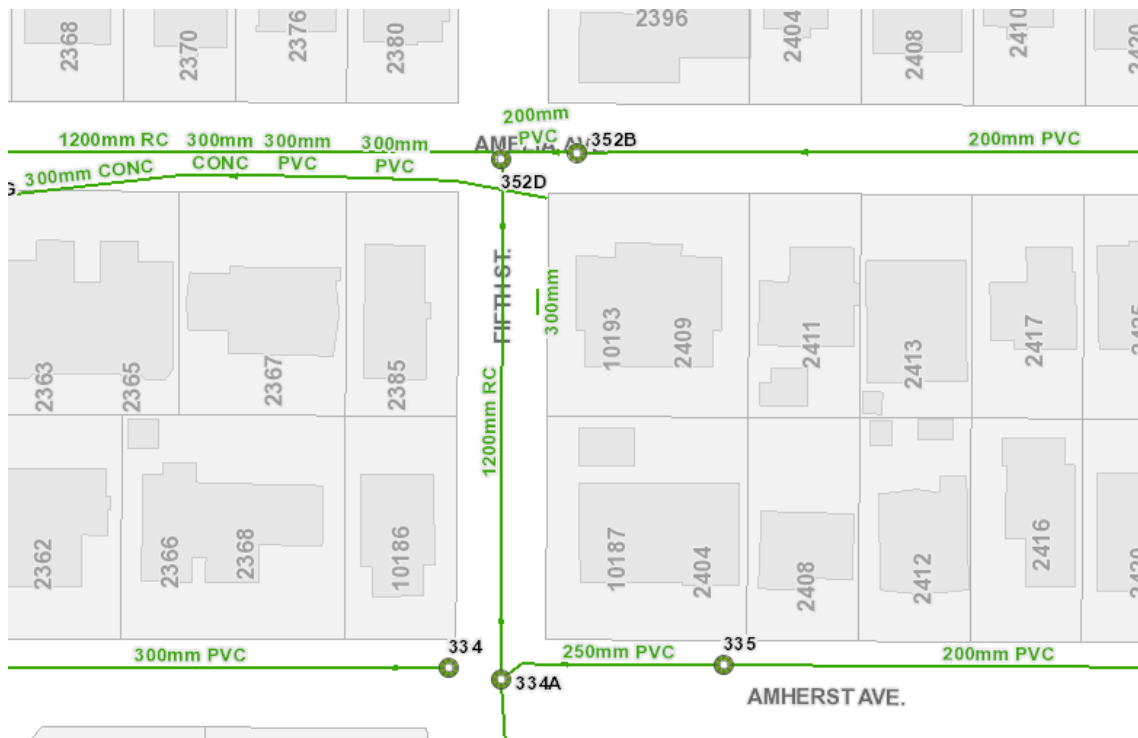 2368
2370
2376
2380
2396
2404
2408
2410
200mm
PVC
AMELIA AVE.
352B
1200mm RC
300mm
CONC
300mm
PVC
300mm
PVC
200mm PVC
300mm CONC
G
352D
FIFTH ST.
300mm
10193
2409
2411
2413
2417
2363
2365
2367
2385
1200mm RC
2362
2366
2368
10186
10187
2404
2408
2412
2416
334
300mm PVC
334A
250mm PVC
335
200mm PVC
AMHERST AVE.